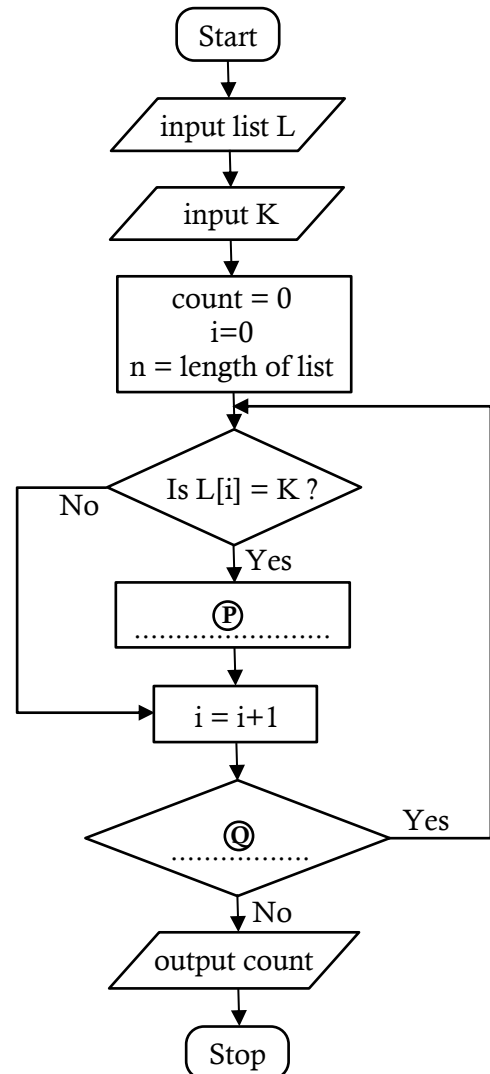 Start
input list L
input K
count = 0
i=0
n = length of list
Is L[i] = K ?
No
Yes
Ⓟ
........................
i = i+1
Ⓠ
.................
Yes
No
output count
Stop